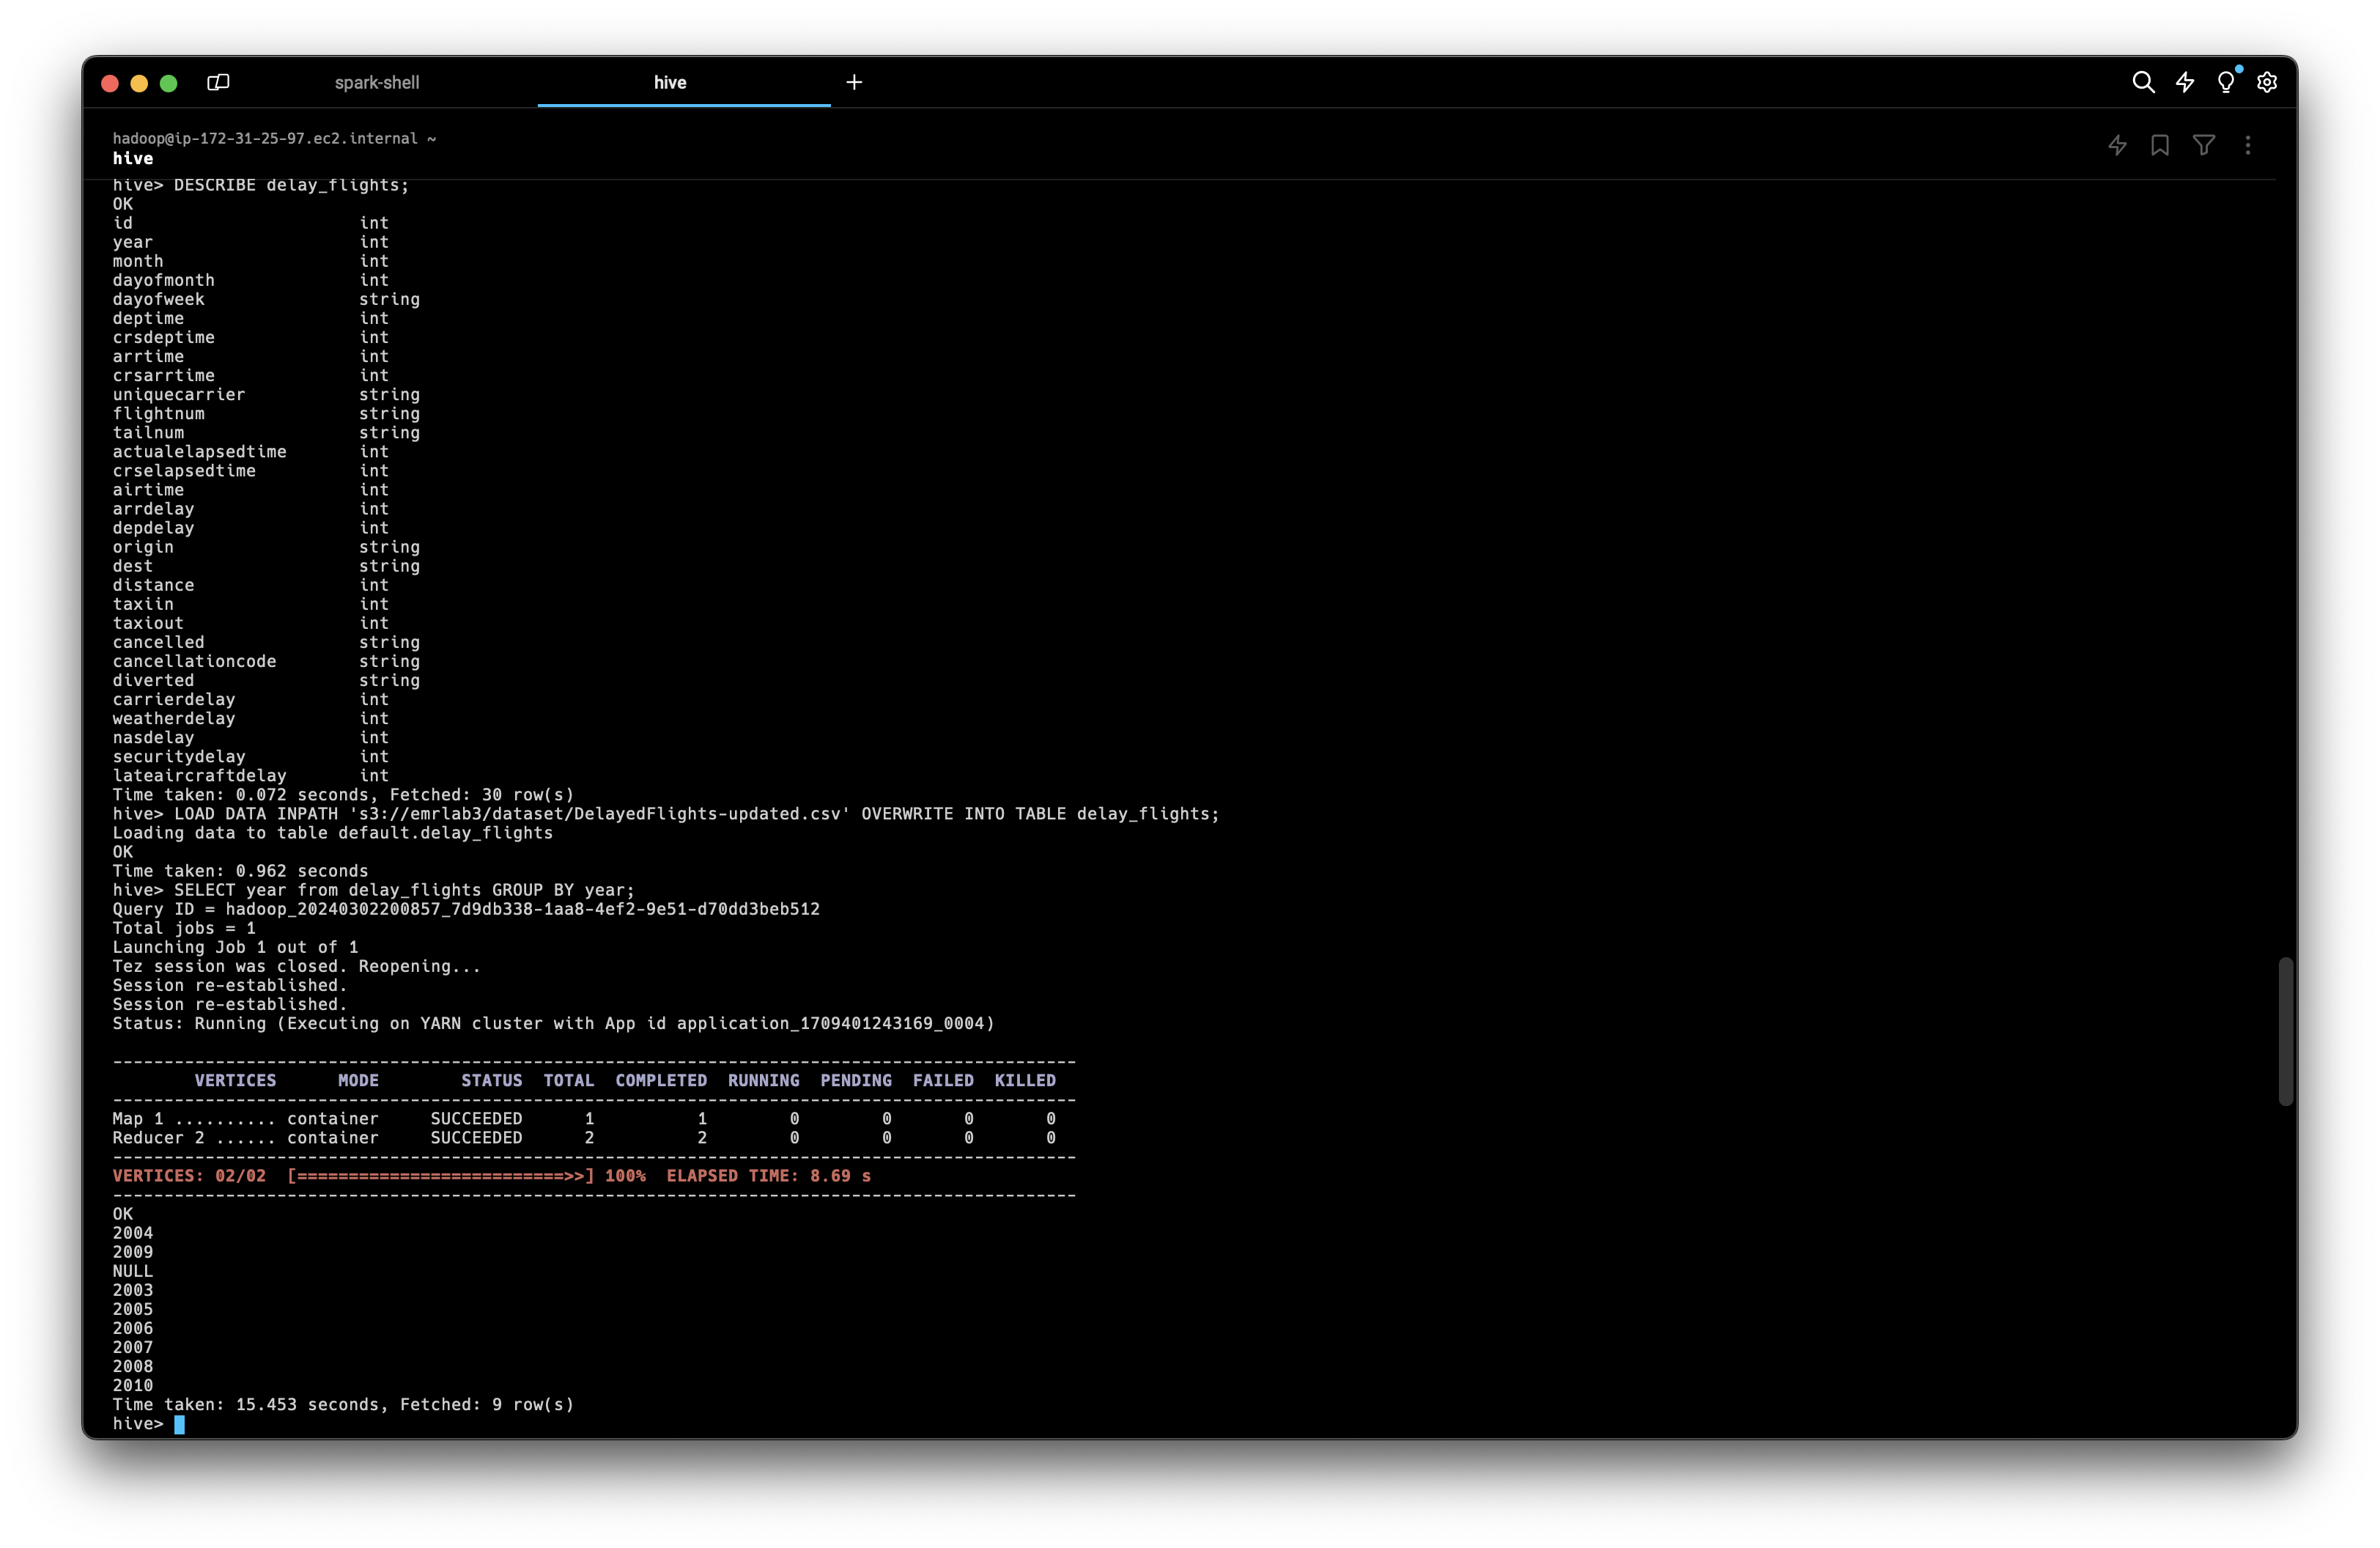 spark-shell
hive
hadoop@ip-172-31-25-97.ec2.internal ~
hive
hive> DESCRIBE delay_flights;
OK
id                      int
year                    int
month                   int
dayofmonth              int
dayofweek               string
deptime                 int
crsdeptime              int
arrtime                 int
crsarrtime              int
uniquecarrier           string
flightnum               string
tailnum                 string
actualelapsedtime       int
crselapsedtime          int
airtime                 int
arrdelay                int
depdelay                int
origin                  string
dest                    string
distance                int
taxiin                  int
taxiout                 int
cancelled               string
cancellationcode        string
diverted                string
carrierdelay            int
weatherdelay            int
nasdelay                int
securitydelay           int
lateaircraftdelay       int
Time taken: 0.072 seconds, Fetched: 30 row(s)
hive> LOAD DATA INPATH 's3://emrlab3/dataset/DelayedFlights-updated.csv' OVERWRITE INTO TABLE delay_flights;
Loading data to table default.delay_flights
OK
Time taken: 0.962 seconds
hive> SELECT year from delay_flights GROUP BY year;
Query ID = hadoop_20240302200857_7d9db338-1aa8-4ef2-9e51-d70dd3beb512
Total jobs = 1
Launching Job 1 out of 1
Tez session was closed. Reopening...
Session re-established.
Session re-established.
Status: Running (Executing on YARN cluster with App id application_1709401243169_0004)
----------------------------------------------------------------------------------------------
        VERTICES      MODE        STATUS  TOTAL  COMPLETED  RUNNING  PENDING  FAILED  KILLED
----------------------------------------------------------------------------------------------
Map 1 .......... container     SUCCEEDED      1          1        0        0       0       0
Reducer 2 ...... container     SUCCEEDED      2          2        0        0       0       0
----------------------------------------------------------------------------------------------
VERTICES: 02/02  [==========================>>] 100%  ELAPSED TIME: 8.69 s
----------------------------------------------------------------------------------------------
OK
2004
2009
NULL
2003
2005
2006
2007
2008
2010
Time taken: 15.453 seconds, Fetched: 9 row(s)
hive>